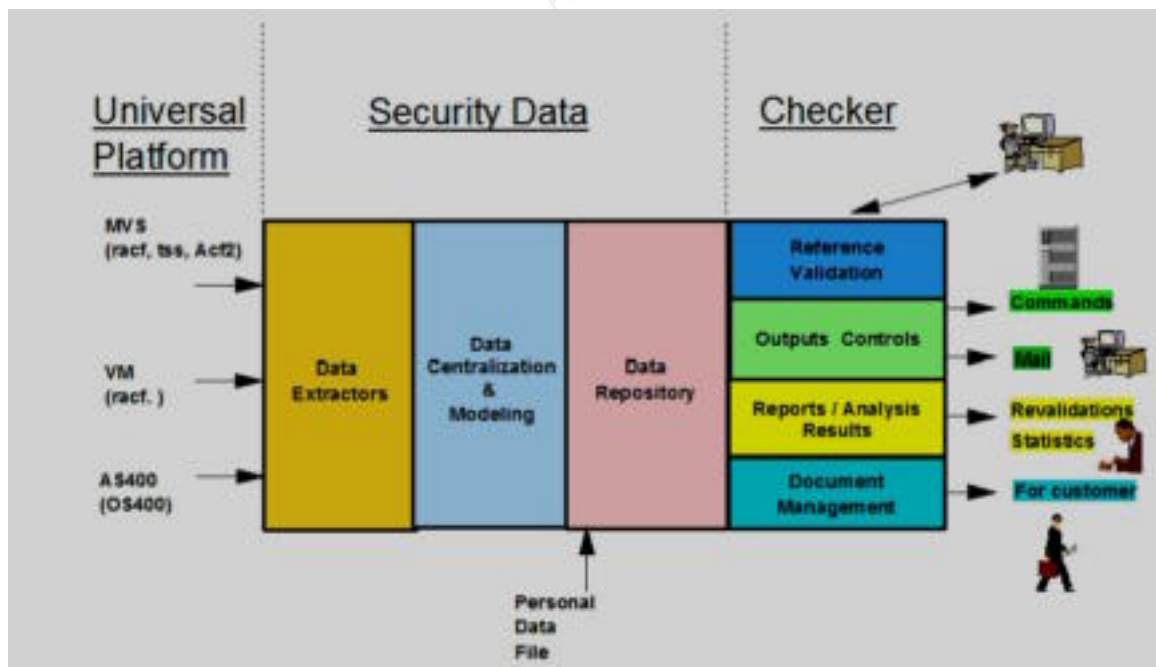 Universal
Platform
Security Data
Checker
MVS
(racf, tss, Acf2)
VM
(racf. )
AS400
(OS400)
Data
Extractors
Data
Centralization
&
Modeling
Data
Repository
Reference
Validation
Outputs Controls
Reports / Analysis
Results
Document
Management
Commands
Mail
Revalidations
Statistics
For customer
Personal
Data
File